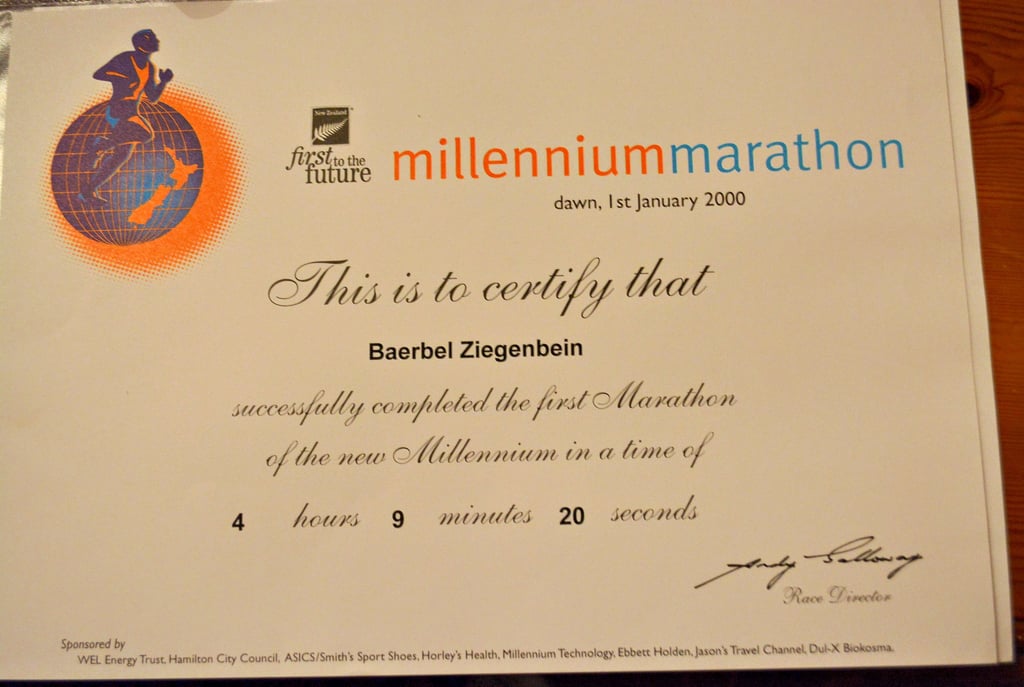 New Zealand
first to the
future
millenniummarathon
dawn, 1st January 2000
This is to certify that
Baerbel Ziegenbein
successfully completed the first Marathon
of the new Millennium in a time of
4 hours 9 minutes 20 seconds
Andy Galloway
Race Director
Sponsored by
WEL Energy Trust, Hamilton City Council, ASICS/Smith's Sport Shoes, Horley's Health, Millennium Technology, Ebbett Holden, Jason's Travel Channel, Dul-X Biokosma.